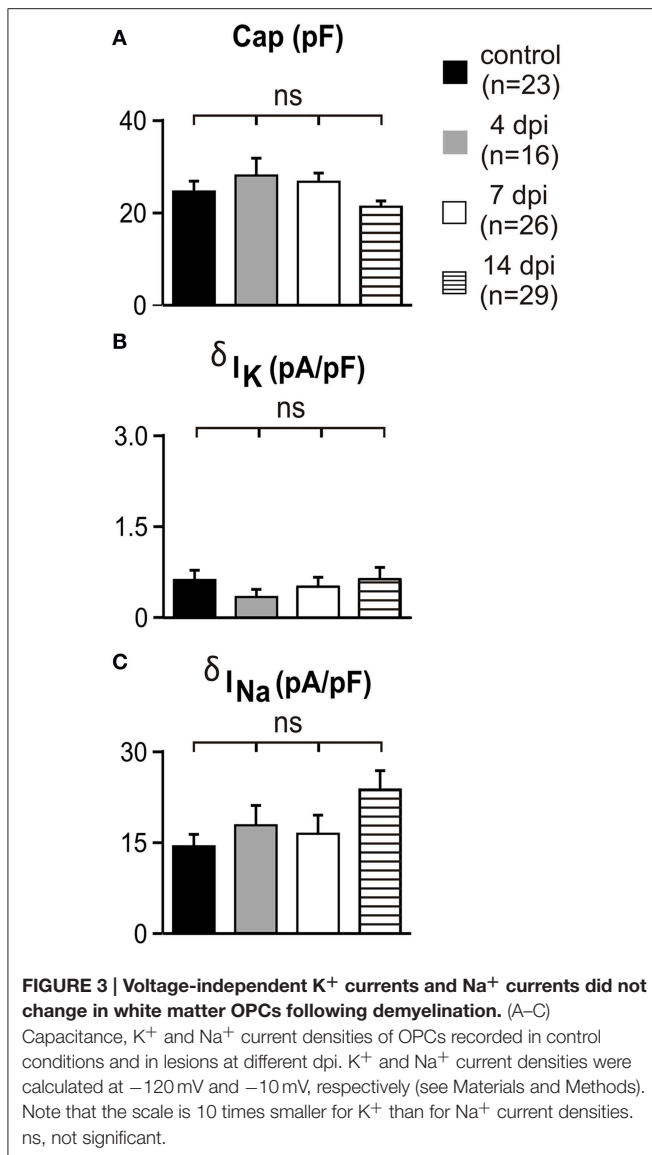 A
Cap (pF)
ns
40
20
0
control
(n=23)
4 dpi
(n=16)
7 dpi
(n=26)
14 dpi
(n=29)
B
δ IK (pA/pF)
ns
3.0
1.5
0
C
δ INa (pA/pF)
ns
30
15
0
FIGURE 3 | Voltage-independent K+ currents and Na+ currents did not
change in white matter OPCs following demyelination. (A–C)
Capacitance, K+ and Na+ current densities of OPCs recorded in control
conditions and in lesions at different dpi. K+ and Na+ current densities were
calculated at −120 mV and −10 mV, respectively (see Materials and Methods).
Note that the scale is 10 times smaller for K+ than for Na+ current densities.
ns, not significant.